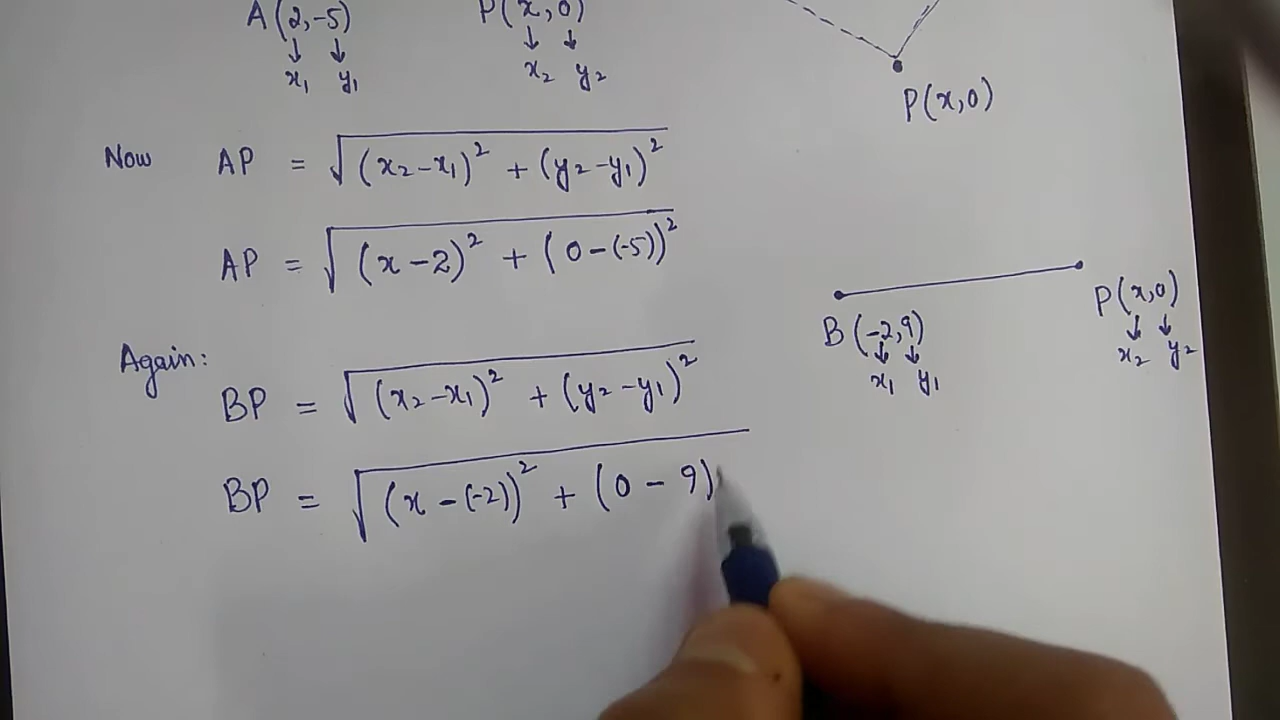 A(2,-5) P(x,0)
↓ ↓ ↓ ↓
x₁ y₁ x₂ y₂
P(x,0)
Now AP = √((x₂-x₁)² + (y₂-y₁)²)
AP = √((x-2)² + (0-(-5))²)
B(-2,9) P(x,0)
↓ ↓ ↓ ↓
x₁ y₁ x₂ y₂
Again:
BP = √((x₂-x₁)² + (y₂-y₁)²)
BP = √((x-(-2))² + (0-9)